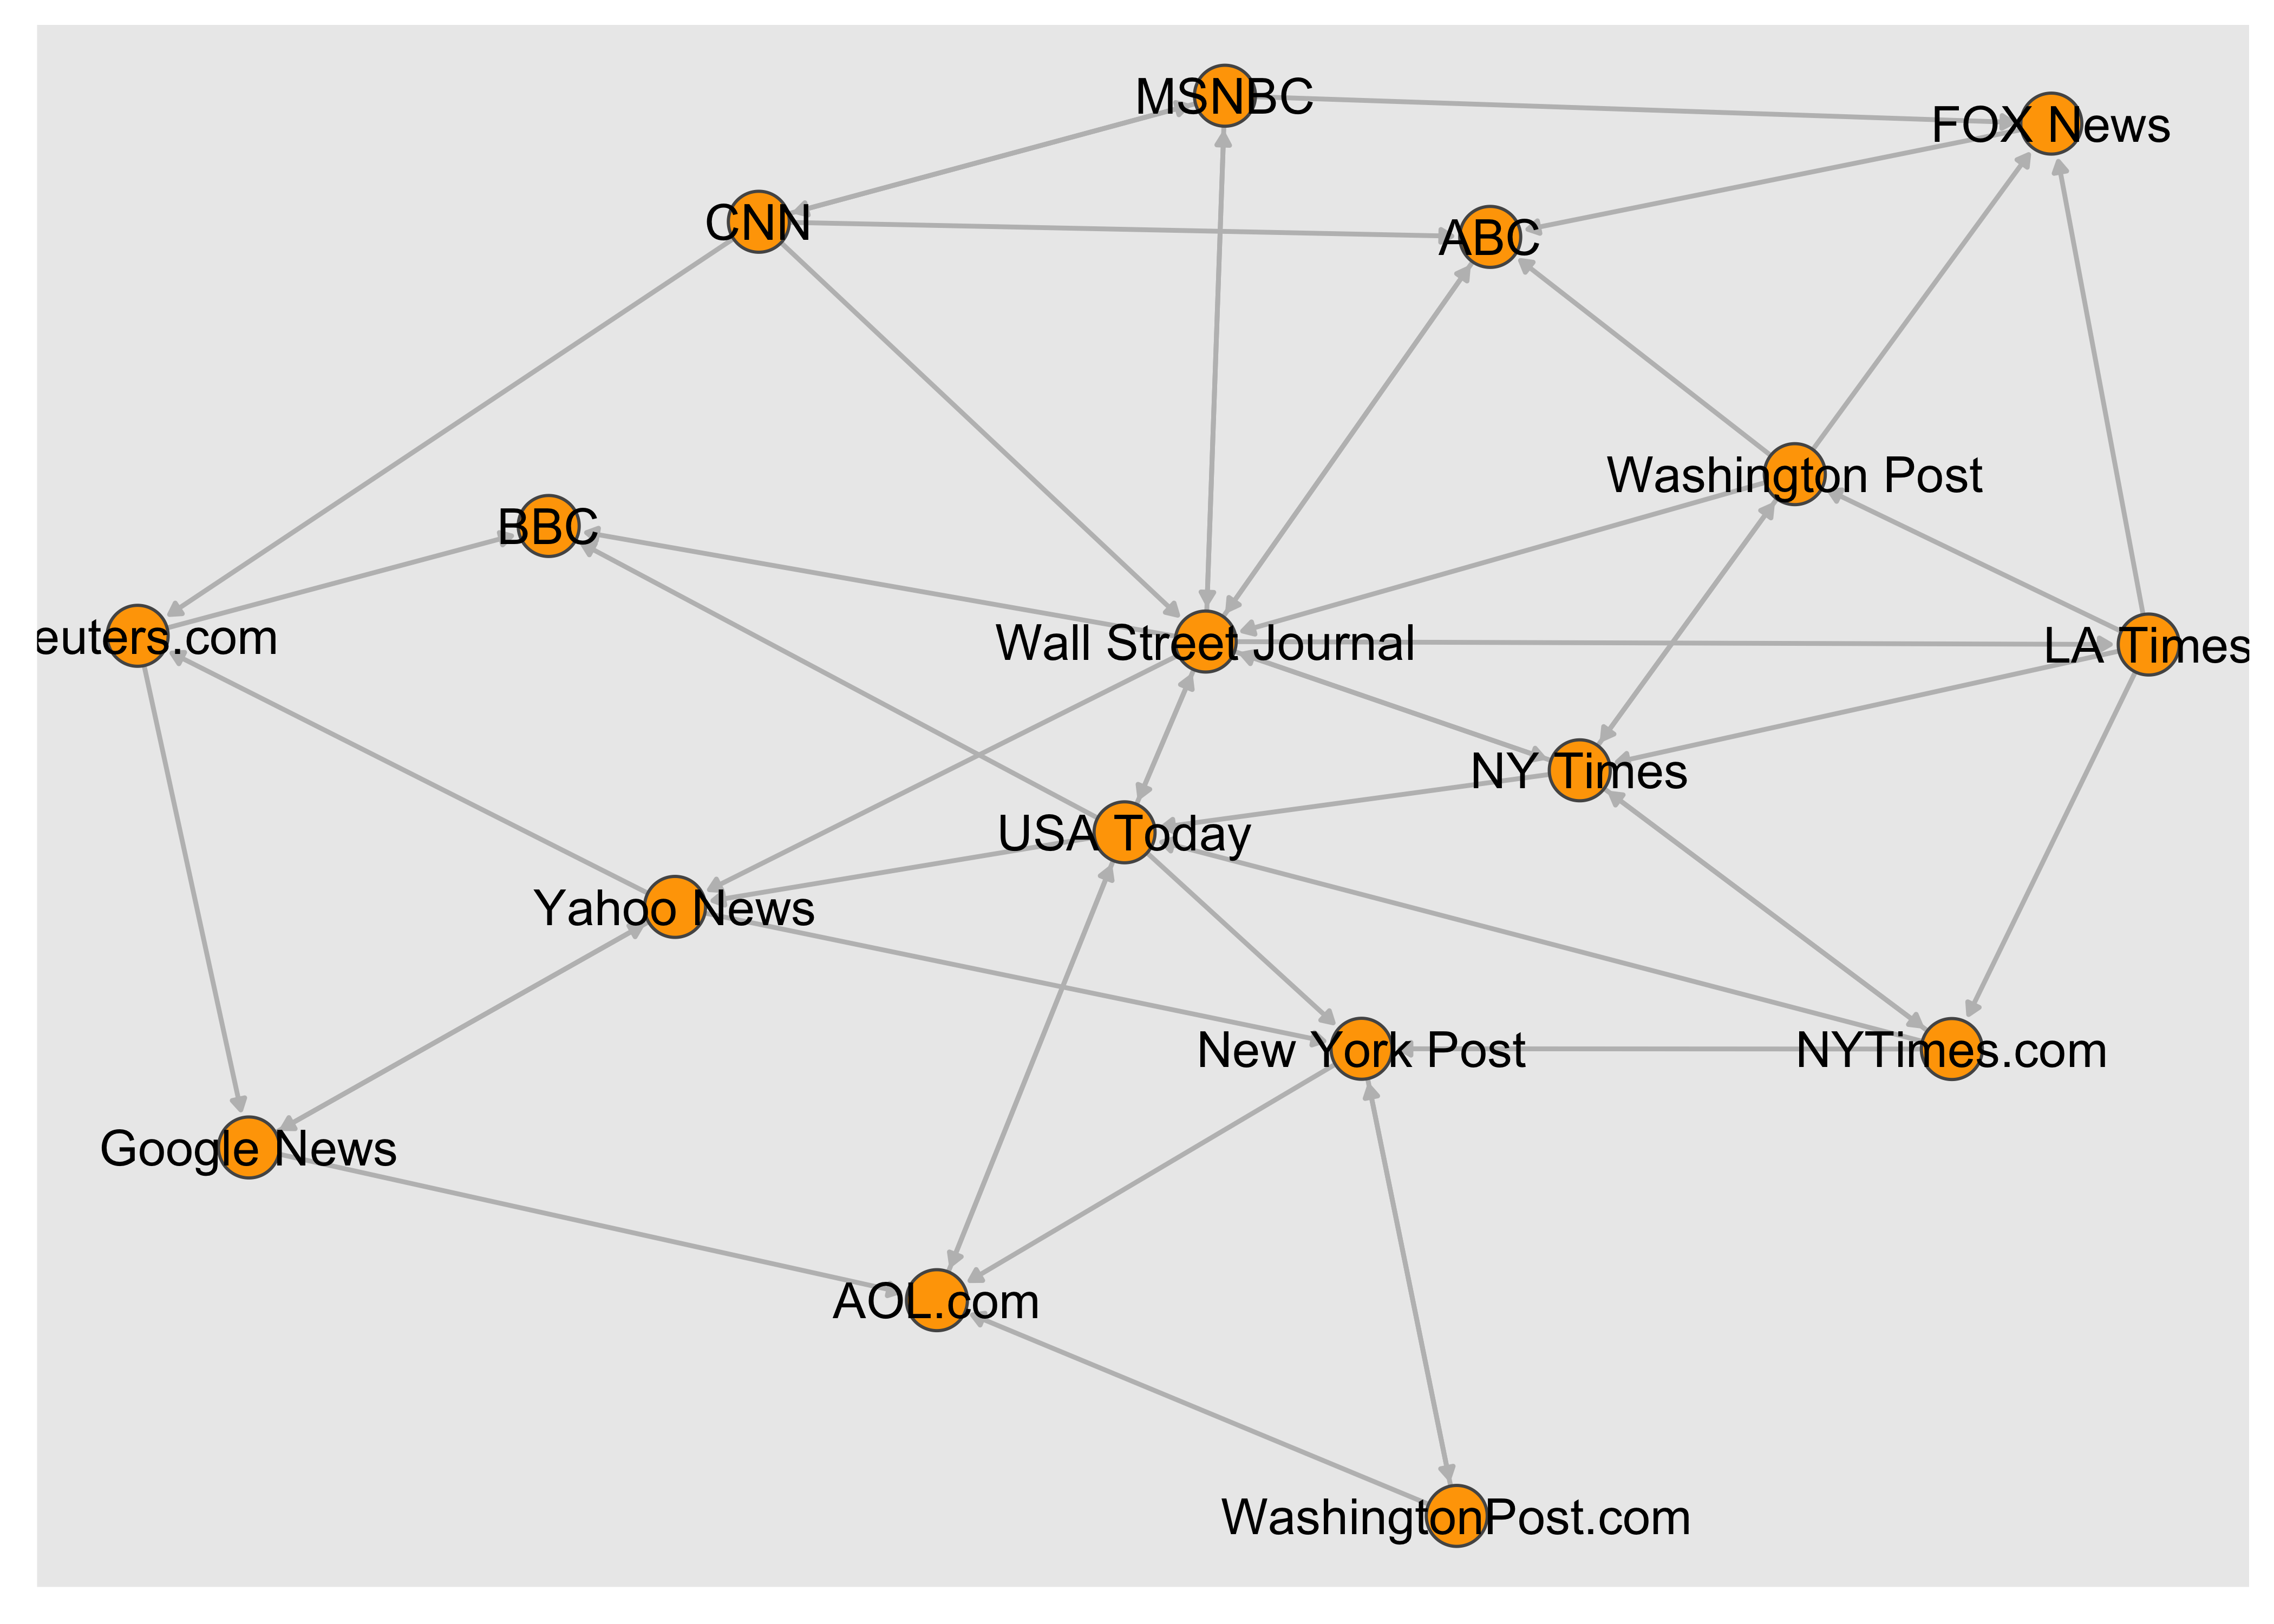 MSNBC
FOX News
CNN
ABC
Washington Post
BBC
euters.com
Wall Street Journal
LA Times
NY Times
USA Today
Yahoo News
New York Post
NYTimes.com
Google News
AOL.com
WashingtonPost.com